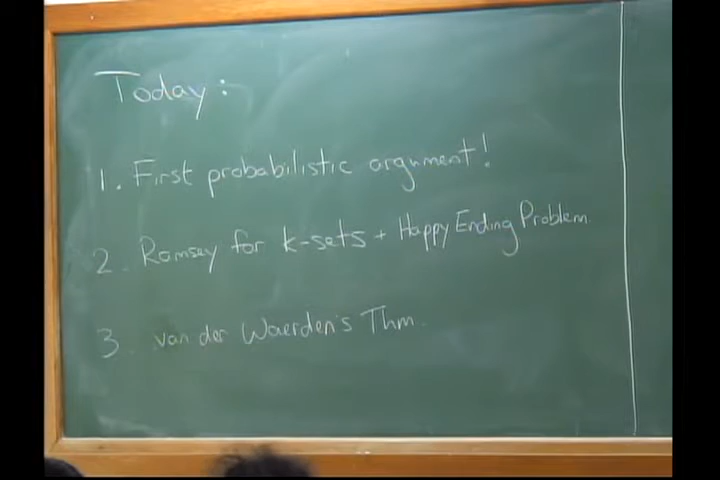 Today:
1. First probabilistic argument!
2. Ramsey for k-sets + Happy Ending Problem
3. van der Waerden's Thm.